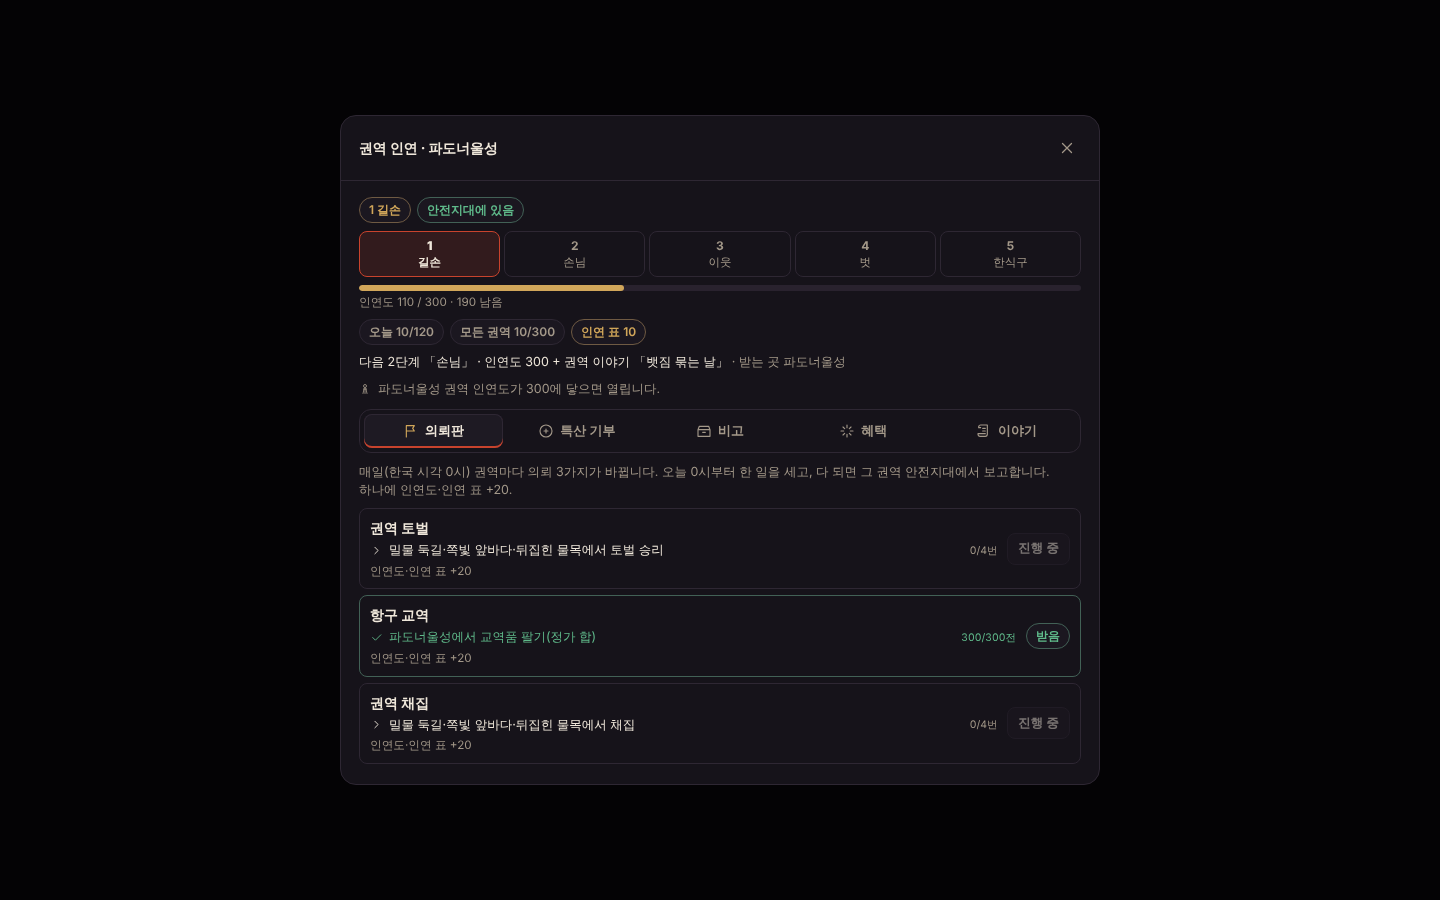 권역 인연 · 파도너울성
1 길손
안전지대에 있음
1
길손
2
손님
3
이웃
4
벗
5
한식구
인연도 110 / 300 · 190 남음
오늘 10/120
모든 권역 10/300
인연 표 10
다음 2단계 「손님」 · 인연도 300 + 권역 이야기 「뱃짐 묶는 날」 · 받는 곳 파도너울성
파도너울성 권역 인연도가 300에 닿으면 열립니다.
의뢰판
특산 기부
비고
혜택
이야기
매일(한국 시각 0시) 권역마다 의뢰 3가지가 바뀝니다. 오늘 0시부터 한 일을 세고, 다 되면 그 권역 안전지대에서 보고합니다.
하나에 인연도·인연 표 +20.
권역 토벌
밀물 둑길·쪽빛 앞바다·뒤집힌 물목에서 토벌 승리
0/4번
진행 중
인연도·인연 표 +20
항구 교역
파도너울성에서 교역품 팔기(정가 합)
300/300전
받음
인연도·인연 표 +20
권역 채집
밀물 둑길·쪽빛 앞바다·뒤집힌 물목에서 채집
0/4번
진행 중
인연도·인연 표 +20